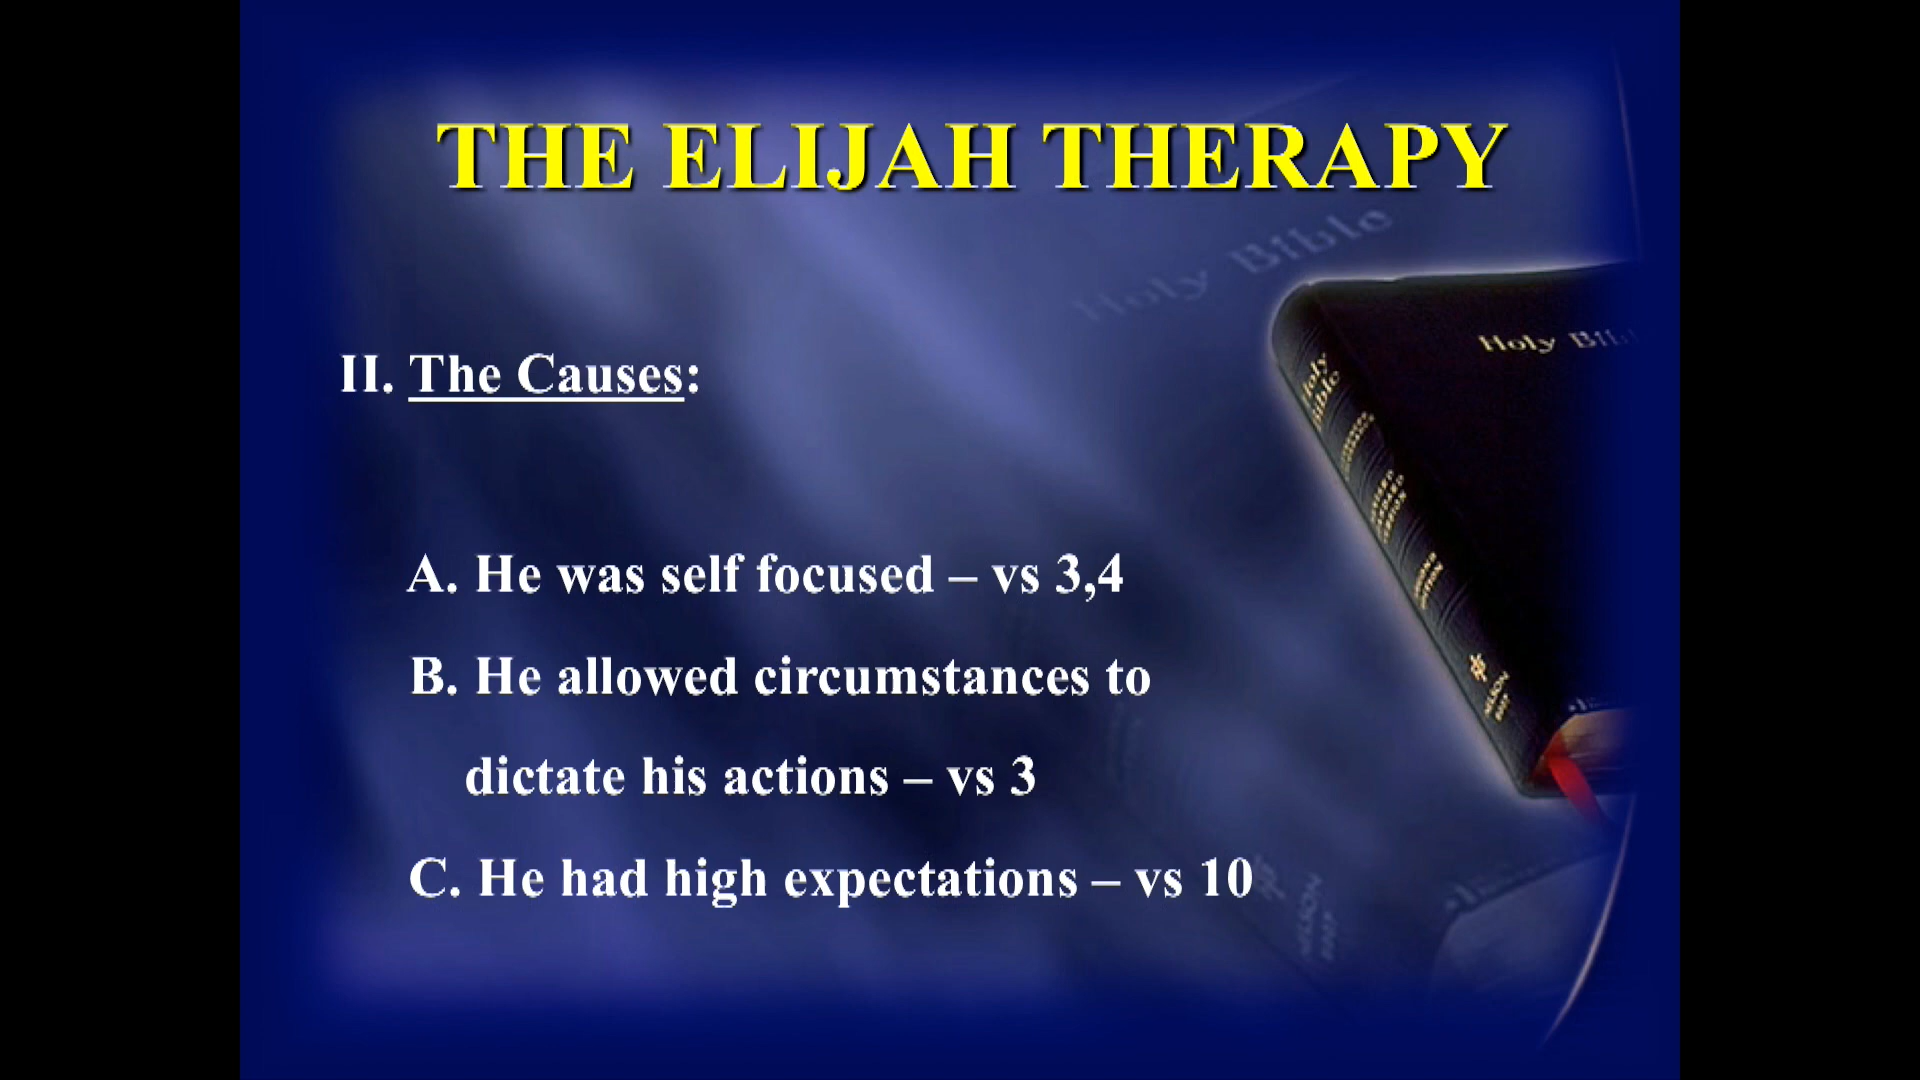 THE ELIJAH THERAPY
Holy Bible
Holy
II. The Causes:
Holy
Bible
A. He was self focused – vs 3,4
B. He allowed circumstances to
dictate his actions – vs 3
C. He had high expectations – vs 10